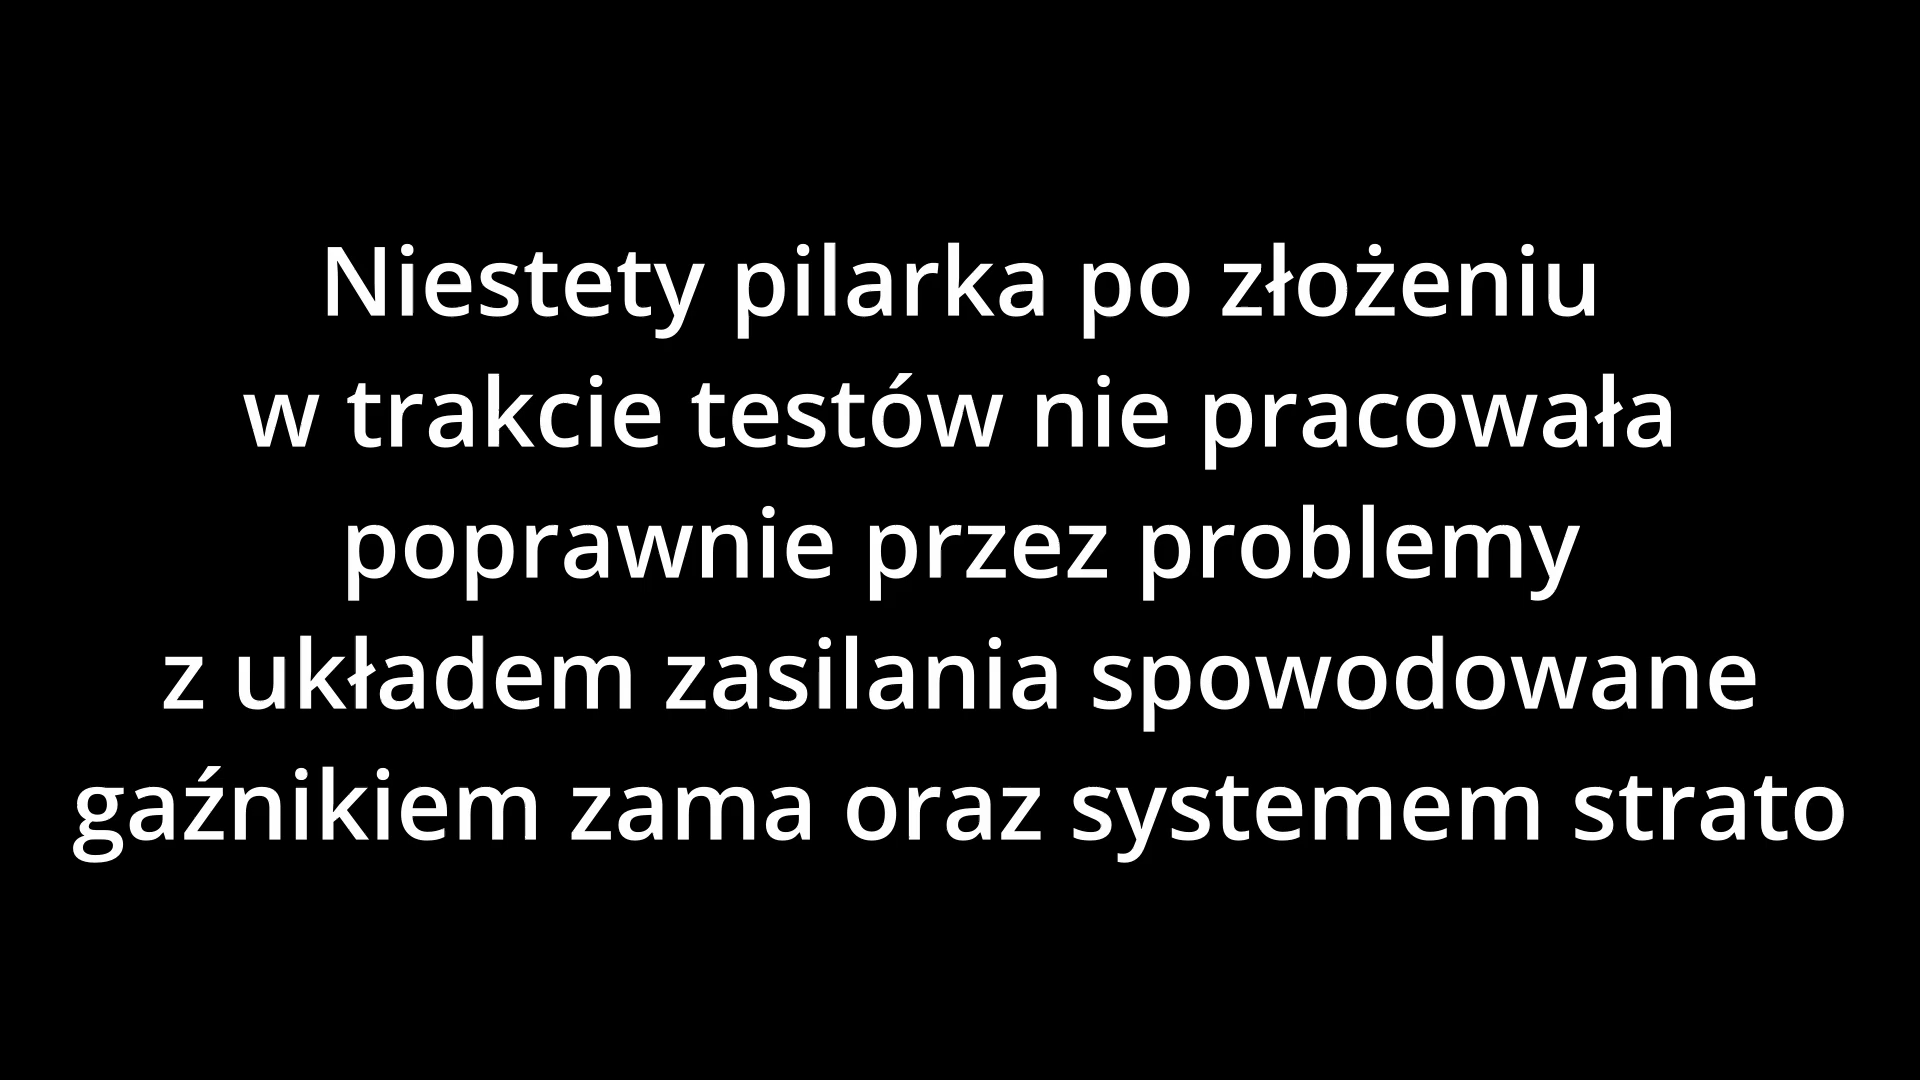 Niestety pilarka po złożeniu
w trakcie testów nie pracowała
poprawnie przez problemy
z układem zasilania spowodowane
gaźnikiem zama oraz systemem strato